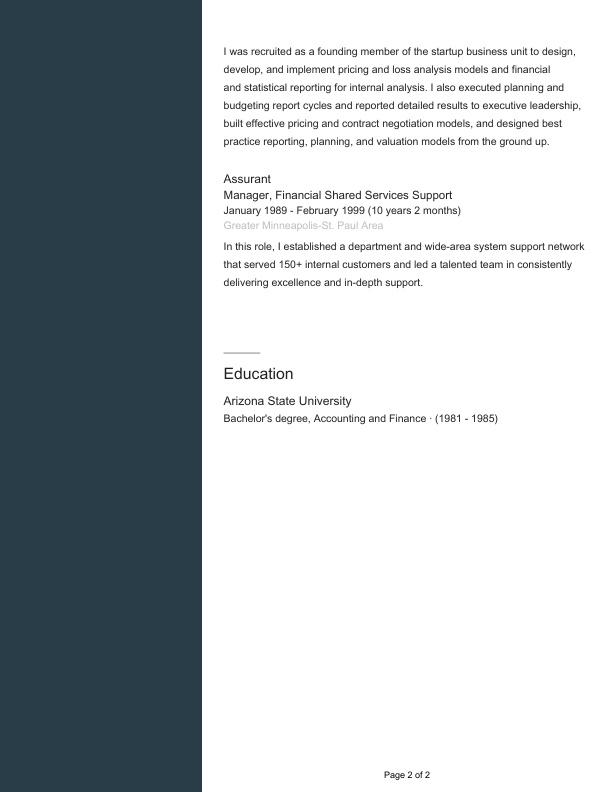 I was recruited as a founding member of the startup business unit to design,
develop, and implement pricing and loss analysis models and financial
and statistical reporting for internal analysis. I also executed planning and
budgeting report cycles and reported detailed results to executive leadership,
built effective pricing and contract negotiation models, and designed best
practice reporting, planning, and valuation models from the ground up.
Assurant
Manager, Financial Shared Services Support
January 1989 - February 1999 (10 years 2 months)
Greater Minneapolis-St. Paul Area
In this role, I established a department and wide-area system support network
that served 150+ internal customers and led a talented team in consistently
delivering excellence and in-depth support.
Education
Arizona State University
Bachelor's degree, Accounting and Finance · (1981 - 1985)
Page 2 of 2